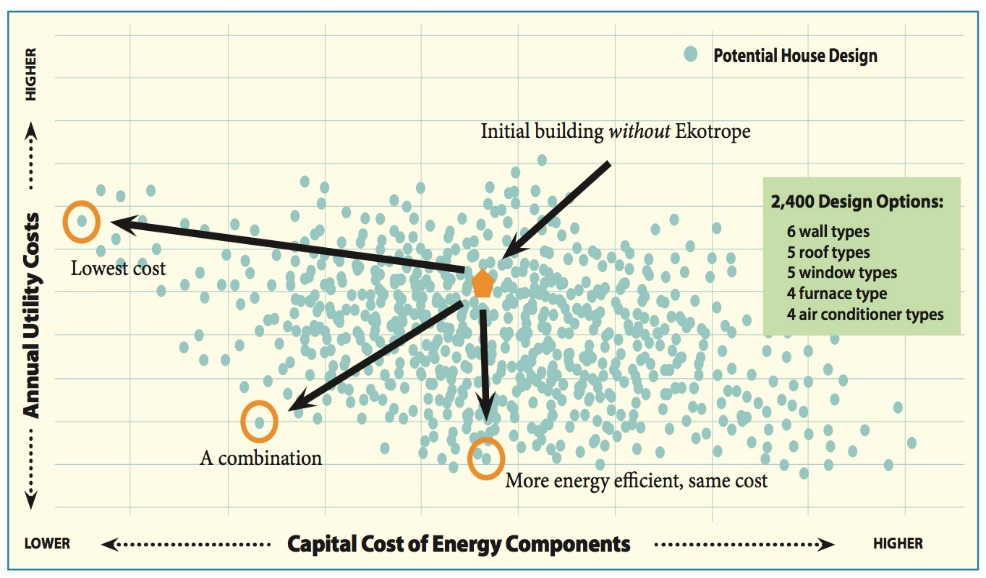 Potential House Design
HIGHER
Initial building without Ekotrope
2,400 Design Options:
6 wall types
5 roof types
5 window types
4 furnace type
4 air conditioner types
Annual Utility Costs
Lowest cost
A combination
More energy efficient, same cost
LOWER
Capital Cost of Energy Components
HIGHER